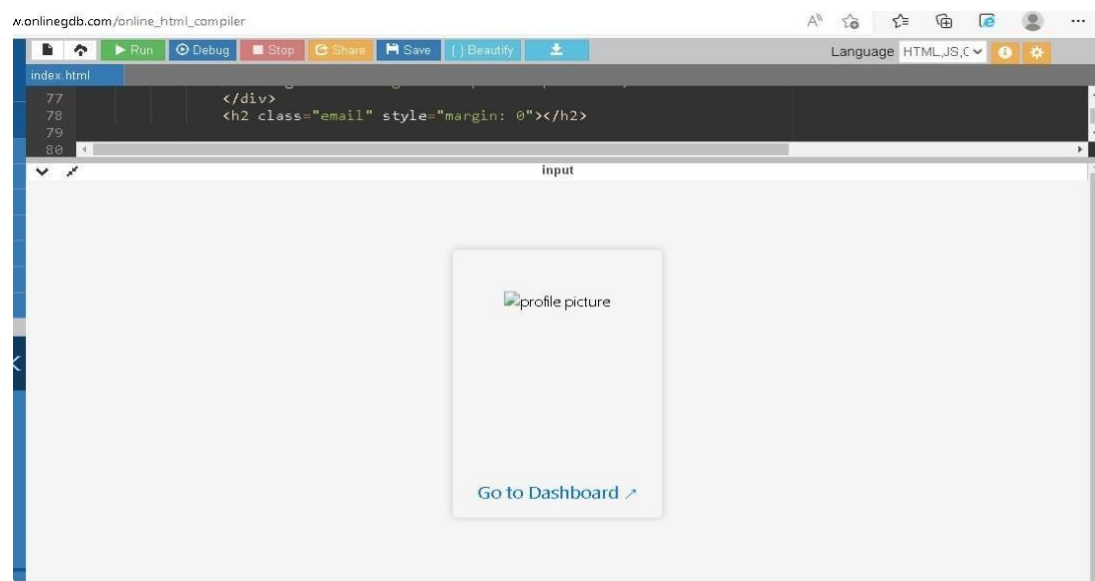 w.onlinegdb.com/online_html_compiler
Run Debug Stop Share Save { } Beautify Language HTML,JS,C
index.html
77 </div>
78 <h2 class="email" style="margin: 0"></h2>
79
80
input
profile picture
Go to Dashboard ↗